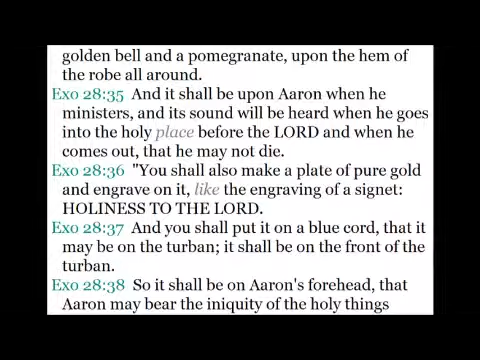 golden bell and a pomegranate, upon the hem of
the robe all around.
Exo 28:35 And it shall be upon Aaron when he
ministers, and its sound will be heard when he goes
into the holy place before the LORD and when he
comes out, that he may not die.
Exo 28:36 "You shall also make a plate of pure gold
and engrave on it, like the engraving of a signet:
HOLINESS TO THE LORD.
Exo 28:37 And you shall put it on a blue cord, that it
may be on the turban; it shall be on the front of the
turban.
Exo 28:38 So it shall be on Aaron's forehead, that
Aaron may bear the iniquity of the holy things